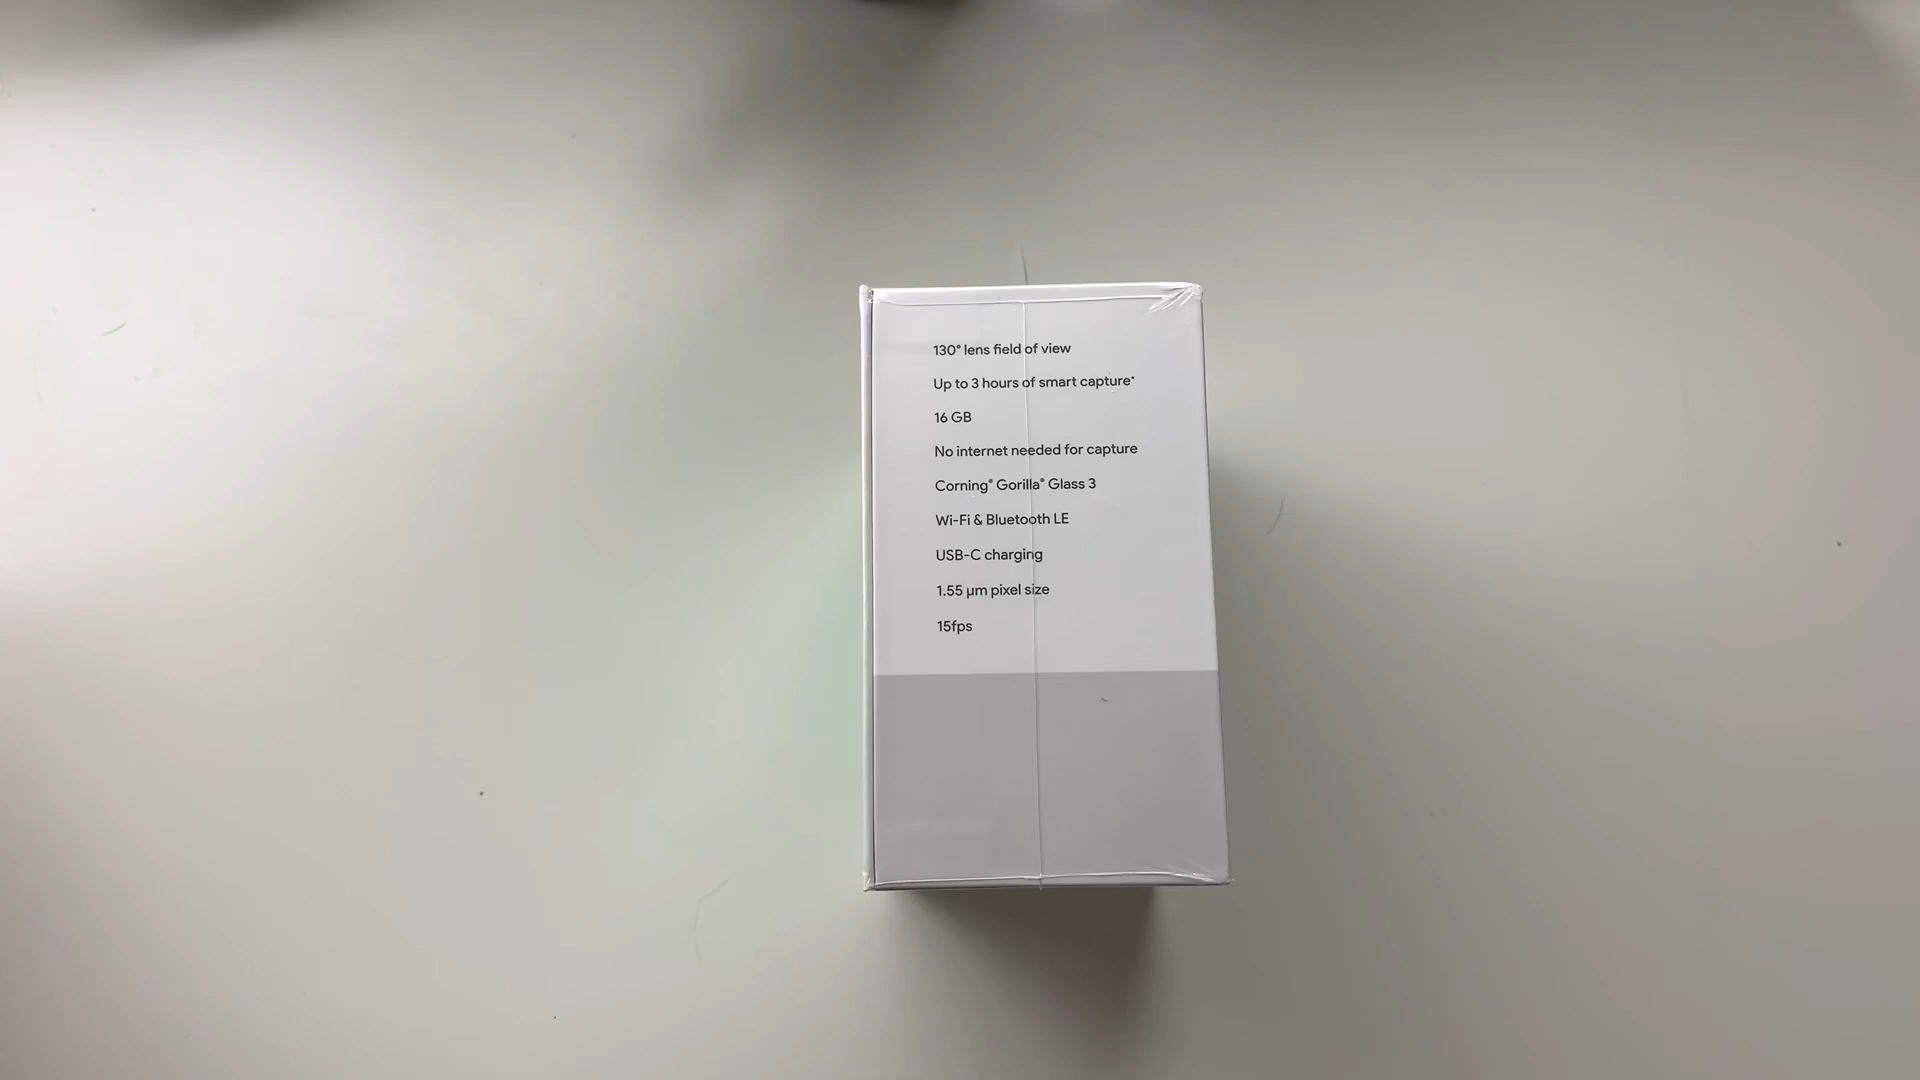 130° lens field of view
Up to 3 hours of smart capture*
16 GB
No internet needed for capture
Corning® Gorilla® Glass 3
Wi-Fi & Bluetooth LE
USB-C charging
1.55 μm pixel size
15fps